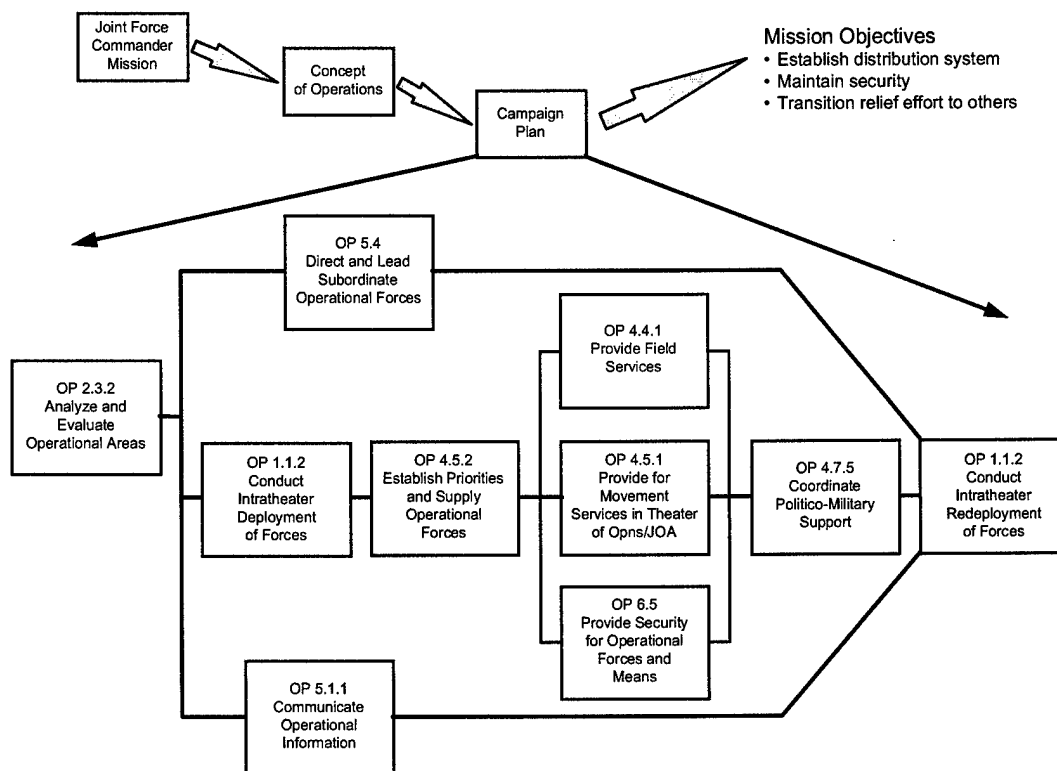 Joint Force
Commander
Mission
Concept
of Operations
Campaign
Plan
Mission Objectives
• Establish distribution system
• Maintain security
• Transition relief effort to others
OP 5.4
Direct and Lead
Subordinate
Operational Forces
OP 4.4.1
Provide Field
Services
OP 2.3.2
Analyze and
Evaluate
Operational Areas
OP 1.1.2
Conduct
Intratheater
Deployment
of Forces
OP 4.5.2
Establish Priorities
and Supply
Operational
Forces
OP 4.5.1
Provide for
Movement
Services in Theater
of Opns/JOA
OP 4.7.5
Coordinate
Politico-Military
Support
OP 1.1.2
Conduct
Intratheater
Redeployment
of Forces
OP 6.5
Provide Security
for Operational
Forces and
Means
OP 5.1.1
Communicate
Operational
Information